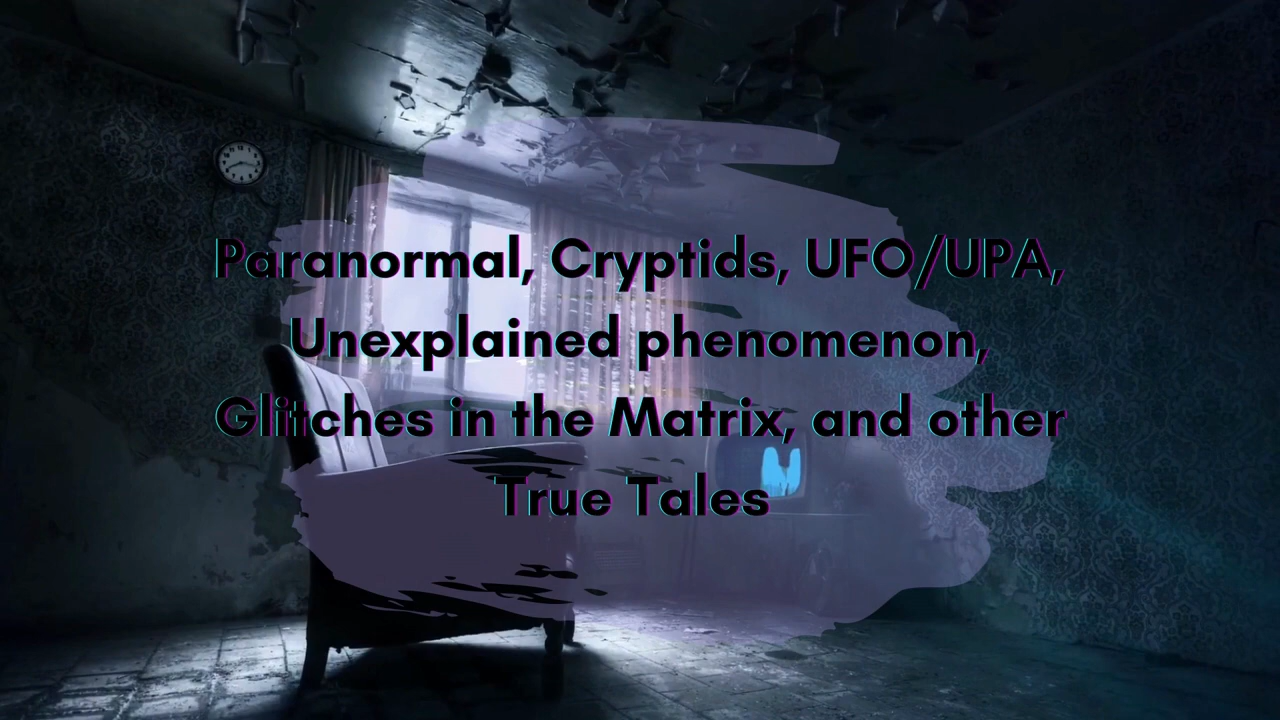 Paranormal, Cryptids, UFO/UPA,
Unexplained phenomenon,
Glitches in the Matrix, and other
True Tales